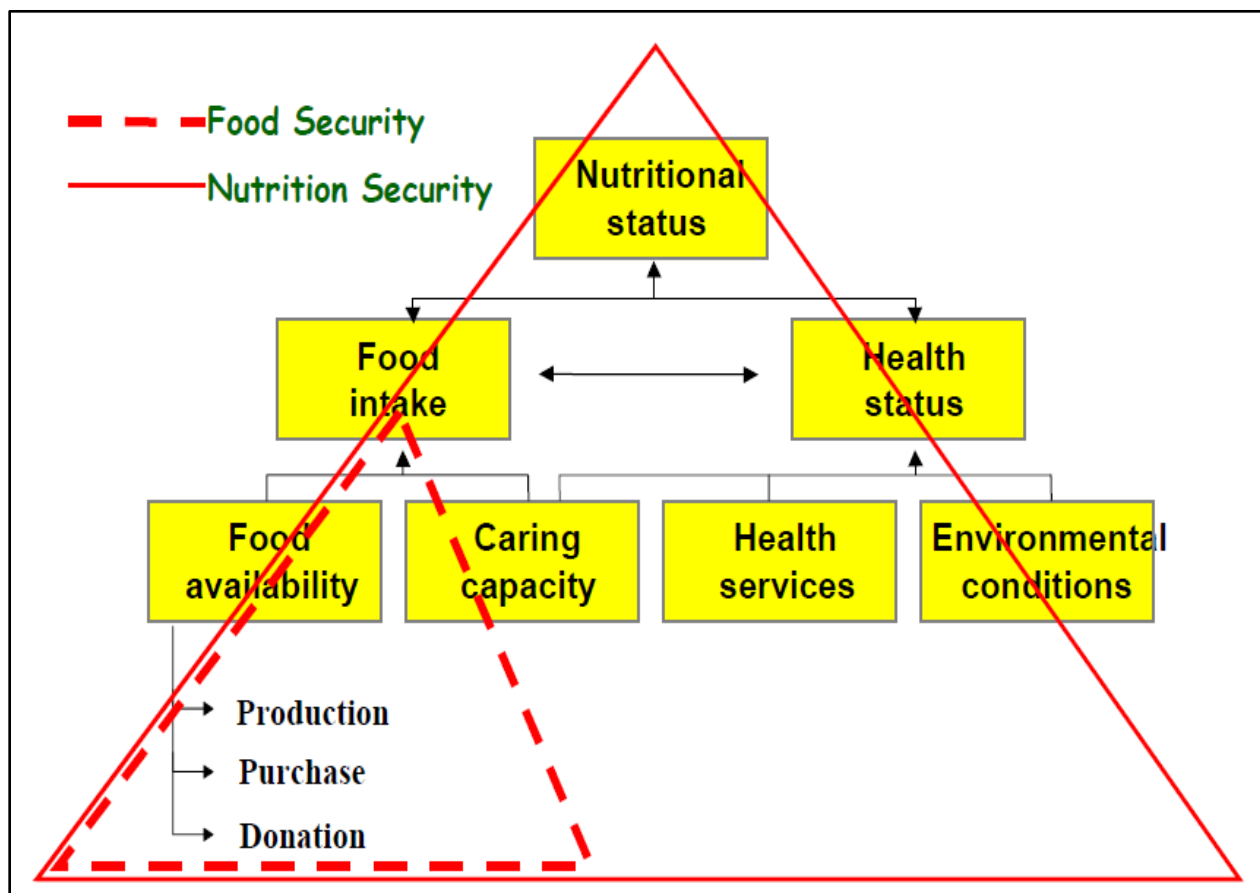 Food Security
Nutrition Security
Nutritional
status
Food
intake
Health
status
Food
availability
Caring
capacity
Health
services
Environmental
conditions
Production
Purchase
Donation